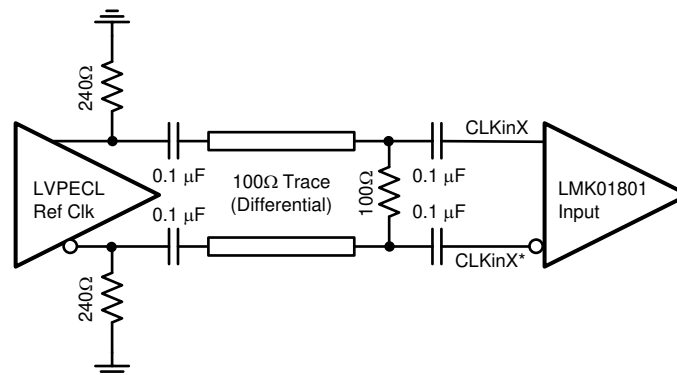 240Ω
CLKinX
0.1 µF
0.1 µF
LVPECL
Ref Clk
100Ω Trace
(Differential)
100Ω
LMK01801
Input
0.1 µF
0.1 µF
CLKinX*
240Ω